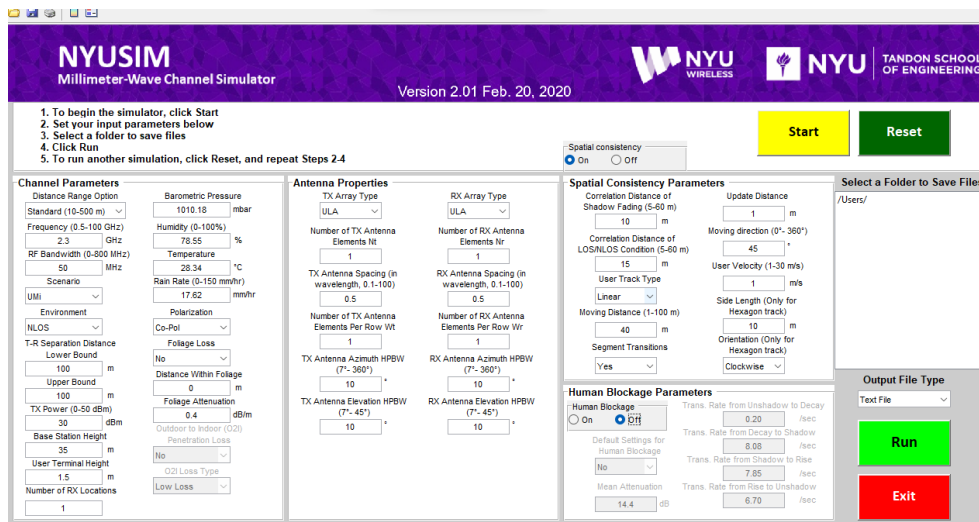 NYUSIM
Millimeter-Wave Channel Simulator
Version 2.01 Feb. 20, 2020
NYU
WIRELESS
NYU
TANDON SCHOOL
OF ENGINEERING
1. To begin the simulator, click Start
2. Set your input parameters below
3. Select a folder to save files
4. Click Run
5. To run another simulation, click Reset, and repeat Steps 2-4
Spatial consistency
On Off
Start
Reset
Channel Parameters
Distance Range Option
Standard (10-500 m)
Frequency (0.5-100 GHz)
2.3 GHz
RF Bandwidth (0-800 MHz)
50 MHz
Scenario
UMi
Environment
NLOS
T-R Separation Distance
Lower Bound
100 m
Upper Bound
100 m
TX Power (0-50 dBm)
30 dBm
Base Station Height
35 m
User Terminal Height
1.5 m
Number of RX Locations
1
Barometric Pressure
1010.18 mbar
Humidity (0-100%)
78.55 %
Temperature
28.34 °C
Rain Rate (0-150 mm/hr)
17.62 mm/hr
Polarization
Co-Pol
Foliage Loss
No
Distance Within Foliage
0 m
Foliage Attenuation
0.4 dB/m
Outdoor to Indoor (O2I)
Penetration Loss
No
O2I Loss Type
Low Loss
Antenna Properties
TX Array Type
ULA
Number of TX Antenna
Elements Nt
1
TX Antenna Spacing (in
wavelength, 0.1-100)
0.5
Number of TX Antenna
Elements Per Row Wt
1
TX Antenna Azimuth HPBW
(7°- 360°)
10 °
TX Antenna Elevation HPBW
(7°- 45°)
10 °
RX Array Type
ULA
Number of RX Antenna
Elements Nr
1
RX Antenna Spacing (in
wavelength, 0.1-100)
0.5
Number of RX Antenna
Elements Per Row Wr
1
RX Antenna Azimuth HPBW
(7°- 360°)
10 °
RX Antenna Elevation HPBW
(7°- 45°)
10 °
Spatial Consistency Parameters
Correlation Distance of
Shadow Fading (5-60 m)
10 m
Correlation Distance of
LOS/NLOS Condition (5-60 m)
15 m
User Track Type
Linear
Moving Distance (1-100 m)
40 m
Segment Transitions
Yes
Update Distance
1 m
Moving direction (0°- 360°)
45 °
User Velocity (1-30 m/s)
1 m/s
Side Length (Only for
Hexagon track)
10 m
Orientation (Only for
Hexagon track)
Clockwise
Human Blockage Parameters
Human Blockage
On Off
Default Settings for
Human Blockage
No
Mean Attenuation
14.4 dB
Trans. Rate from Unshadow to Decay
0.20 /sec
Trans. Rate from Decay to Shadow
8.08 /sec
Trans. Rate from Shadow to Rise
7.85 /sec
Trans. Rate from Rise to Unshadow
6.70 /sec
Select a Folder to Save Files
/Users/
Output File Type
Text File
Run
Exit